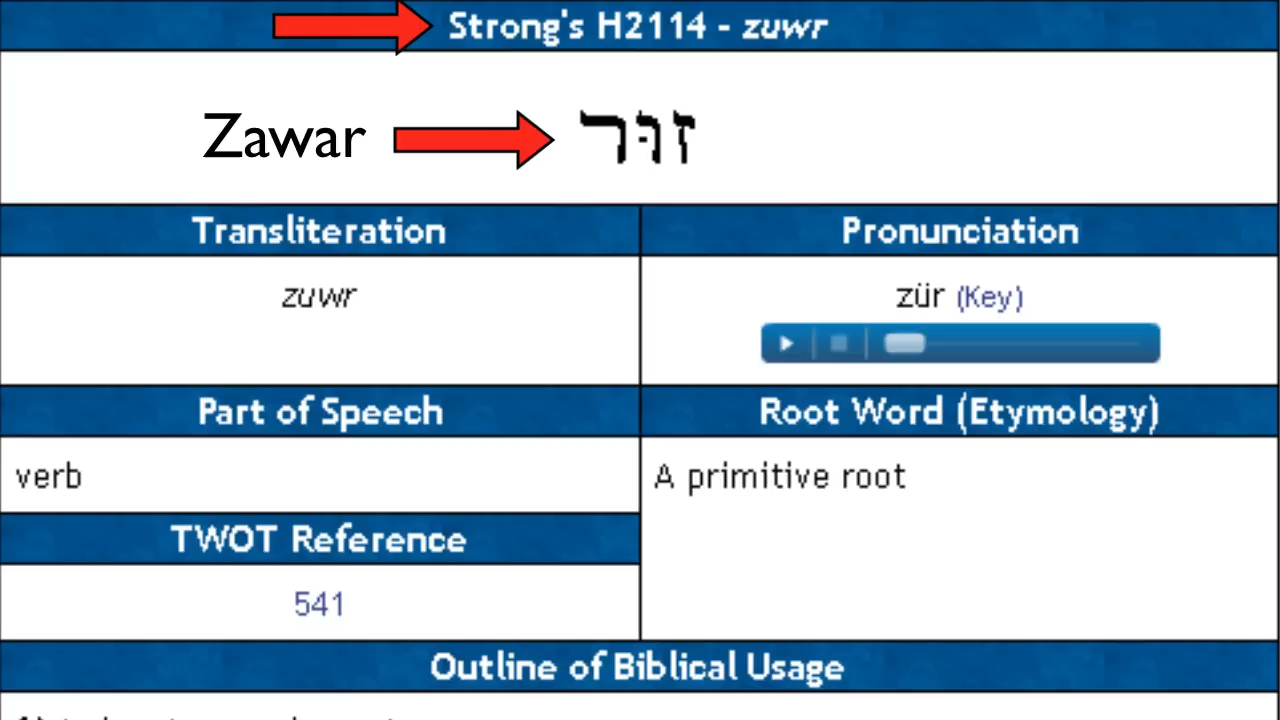 Strong's H2114 - zuwr
Zawar
זוּר
Transliteration
Pronunciation
zuwr
zür (Key)
Part of Speech
Root Word (Etymology)
verb
A primitive root
TWOT Reference
541
Outline of Biblical Usage